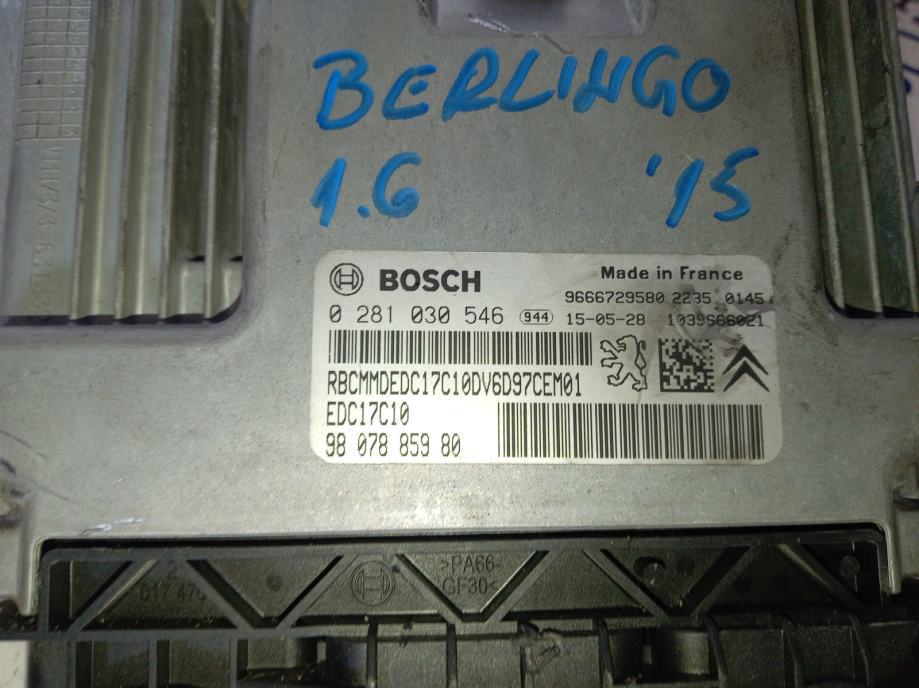 BERLINGO
1.6 '15
BOSCH
Made in France
9666729580 2235 0145
0 281 030 546 944 15-05-28 1039S66021
RBCMMDEDC17C10DV6D97CEM01
EDC17C10
98 078 859 80
>PA66-
GF30<